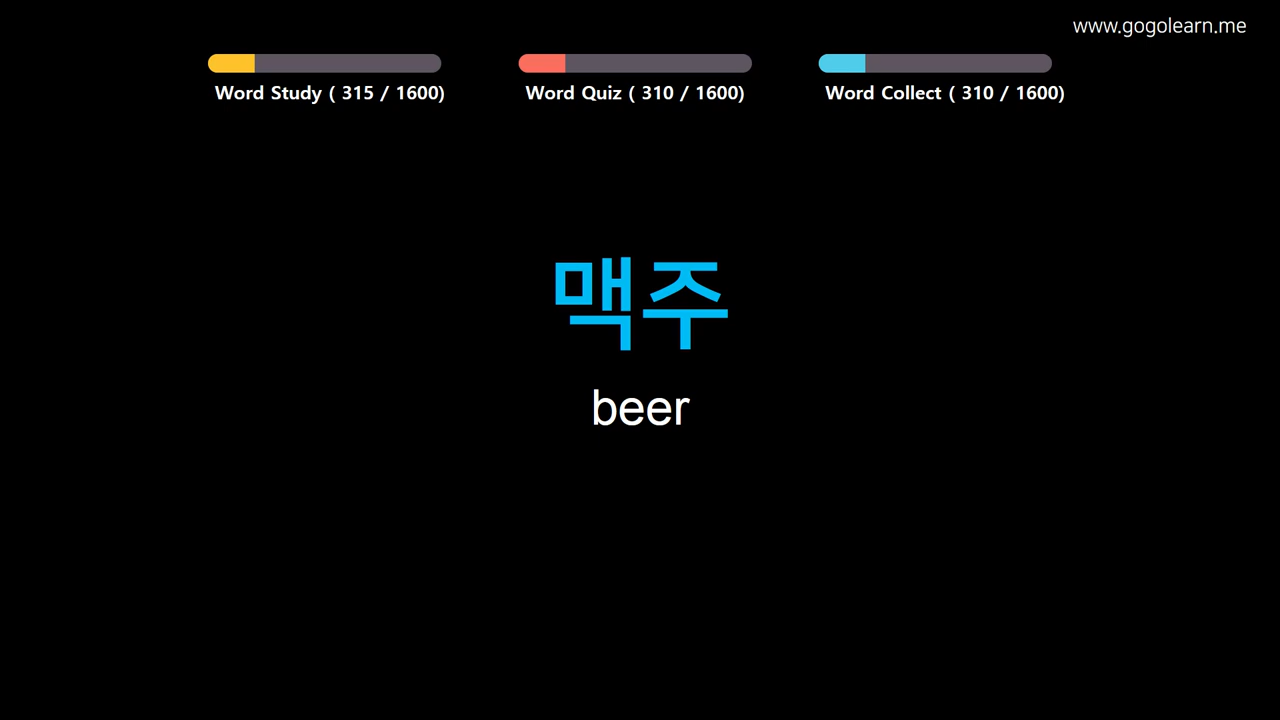 www.gogolearn.me
Word Study ( 315 / 1600)
Word Quiz ( 310 / 1600)
Word Collect ( 310 / 1600)
맥주
beer